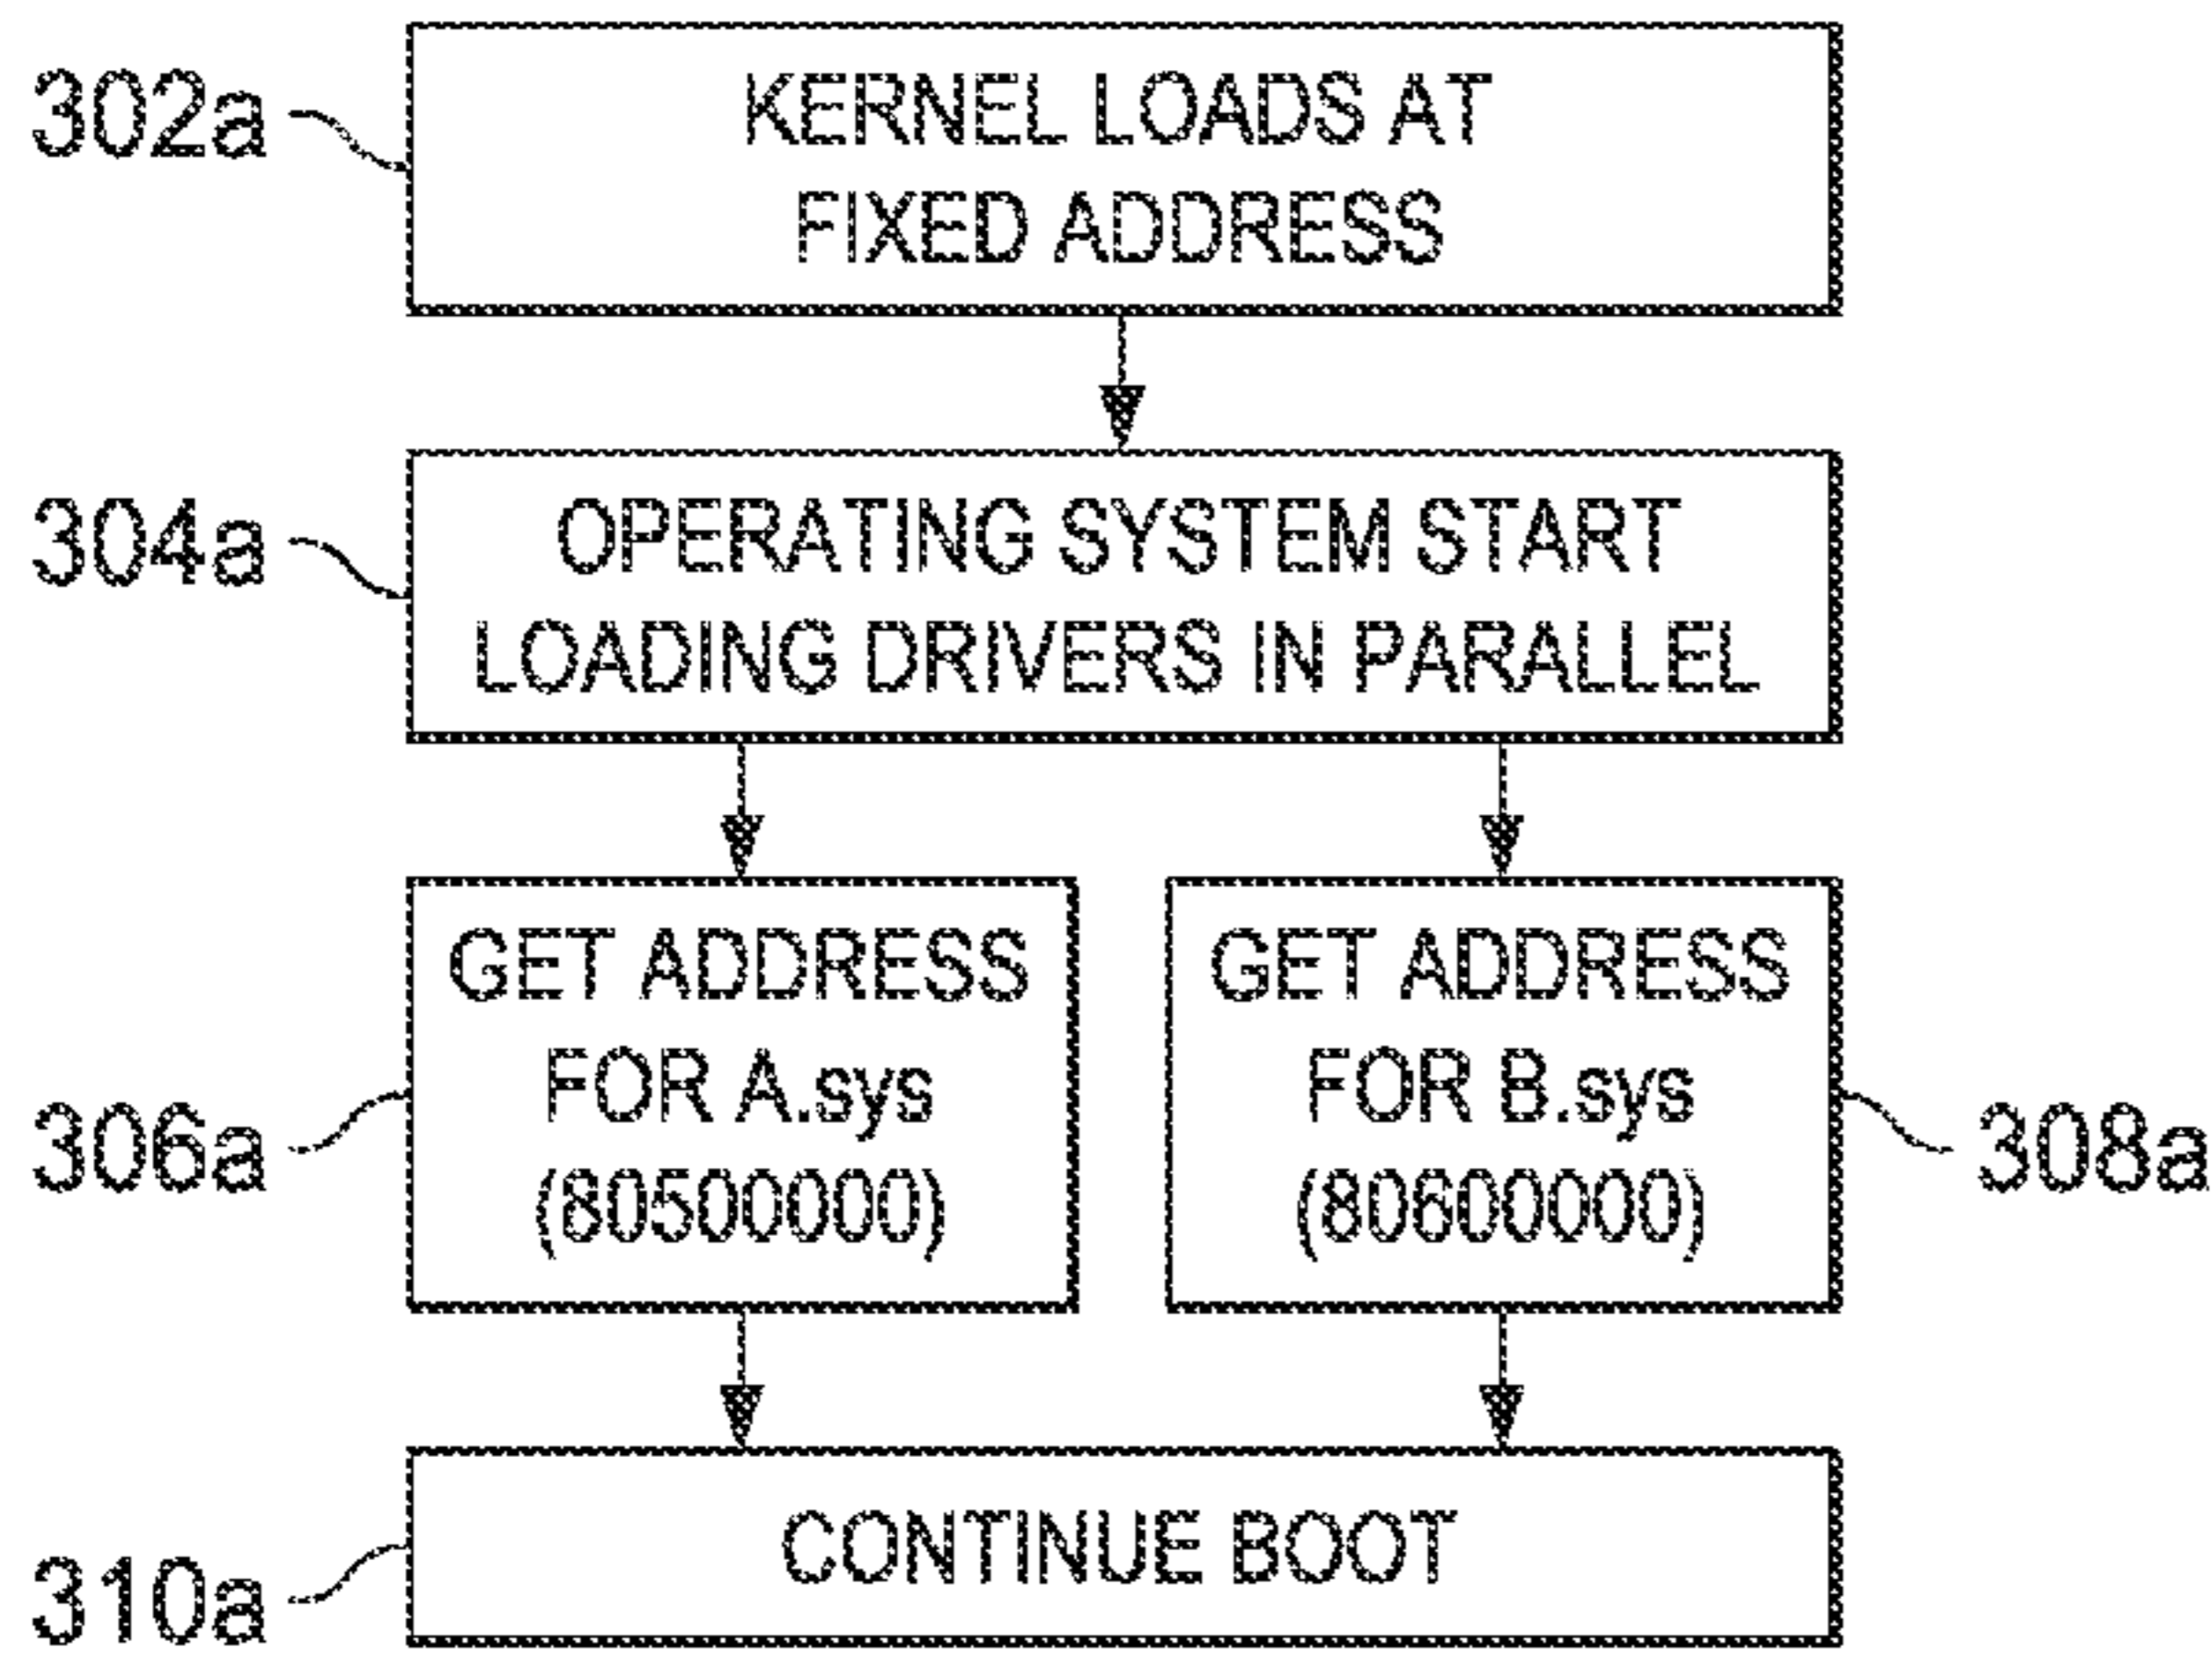 302a
KERNEL LOADS AT
FIXED ADDRESS
304a
OPERATING SYSTEM START
LOADING DRIVERS IN PARALLEL
306a
GET ADDRESS
FOR A.sys
(80500000)
GET ADDRESS
FOR B.sys
(80600000)
308a
310a
CONTINUE BOOT